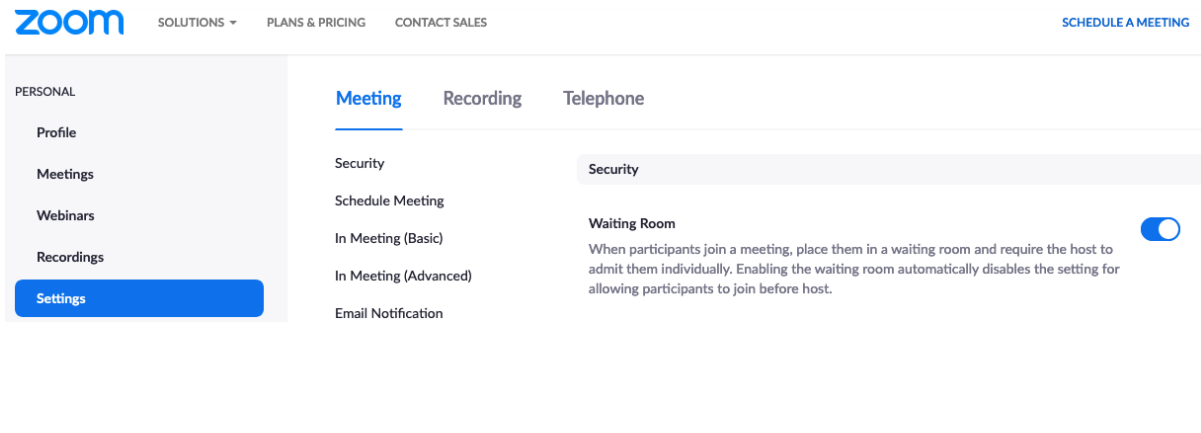 zoom SOLUTIONS PLANS & PRICING CONTACT SALES SCHEDULE A MEETING
PERSONAL
Profile
Meetings
Webinars
Recordings
Settings
Meeting Recording Telephone
Security
Schedule Meeting
In Meeting (Basic)
In Meeting (Advanced)
Email Notification
Security
Waiting Room
When participants join a meeting, place them in a waiting room and require the host to
admit them individually. Enabling the waiting room automatically disables the setting for
allowing participants to join before host.